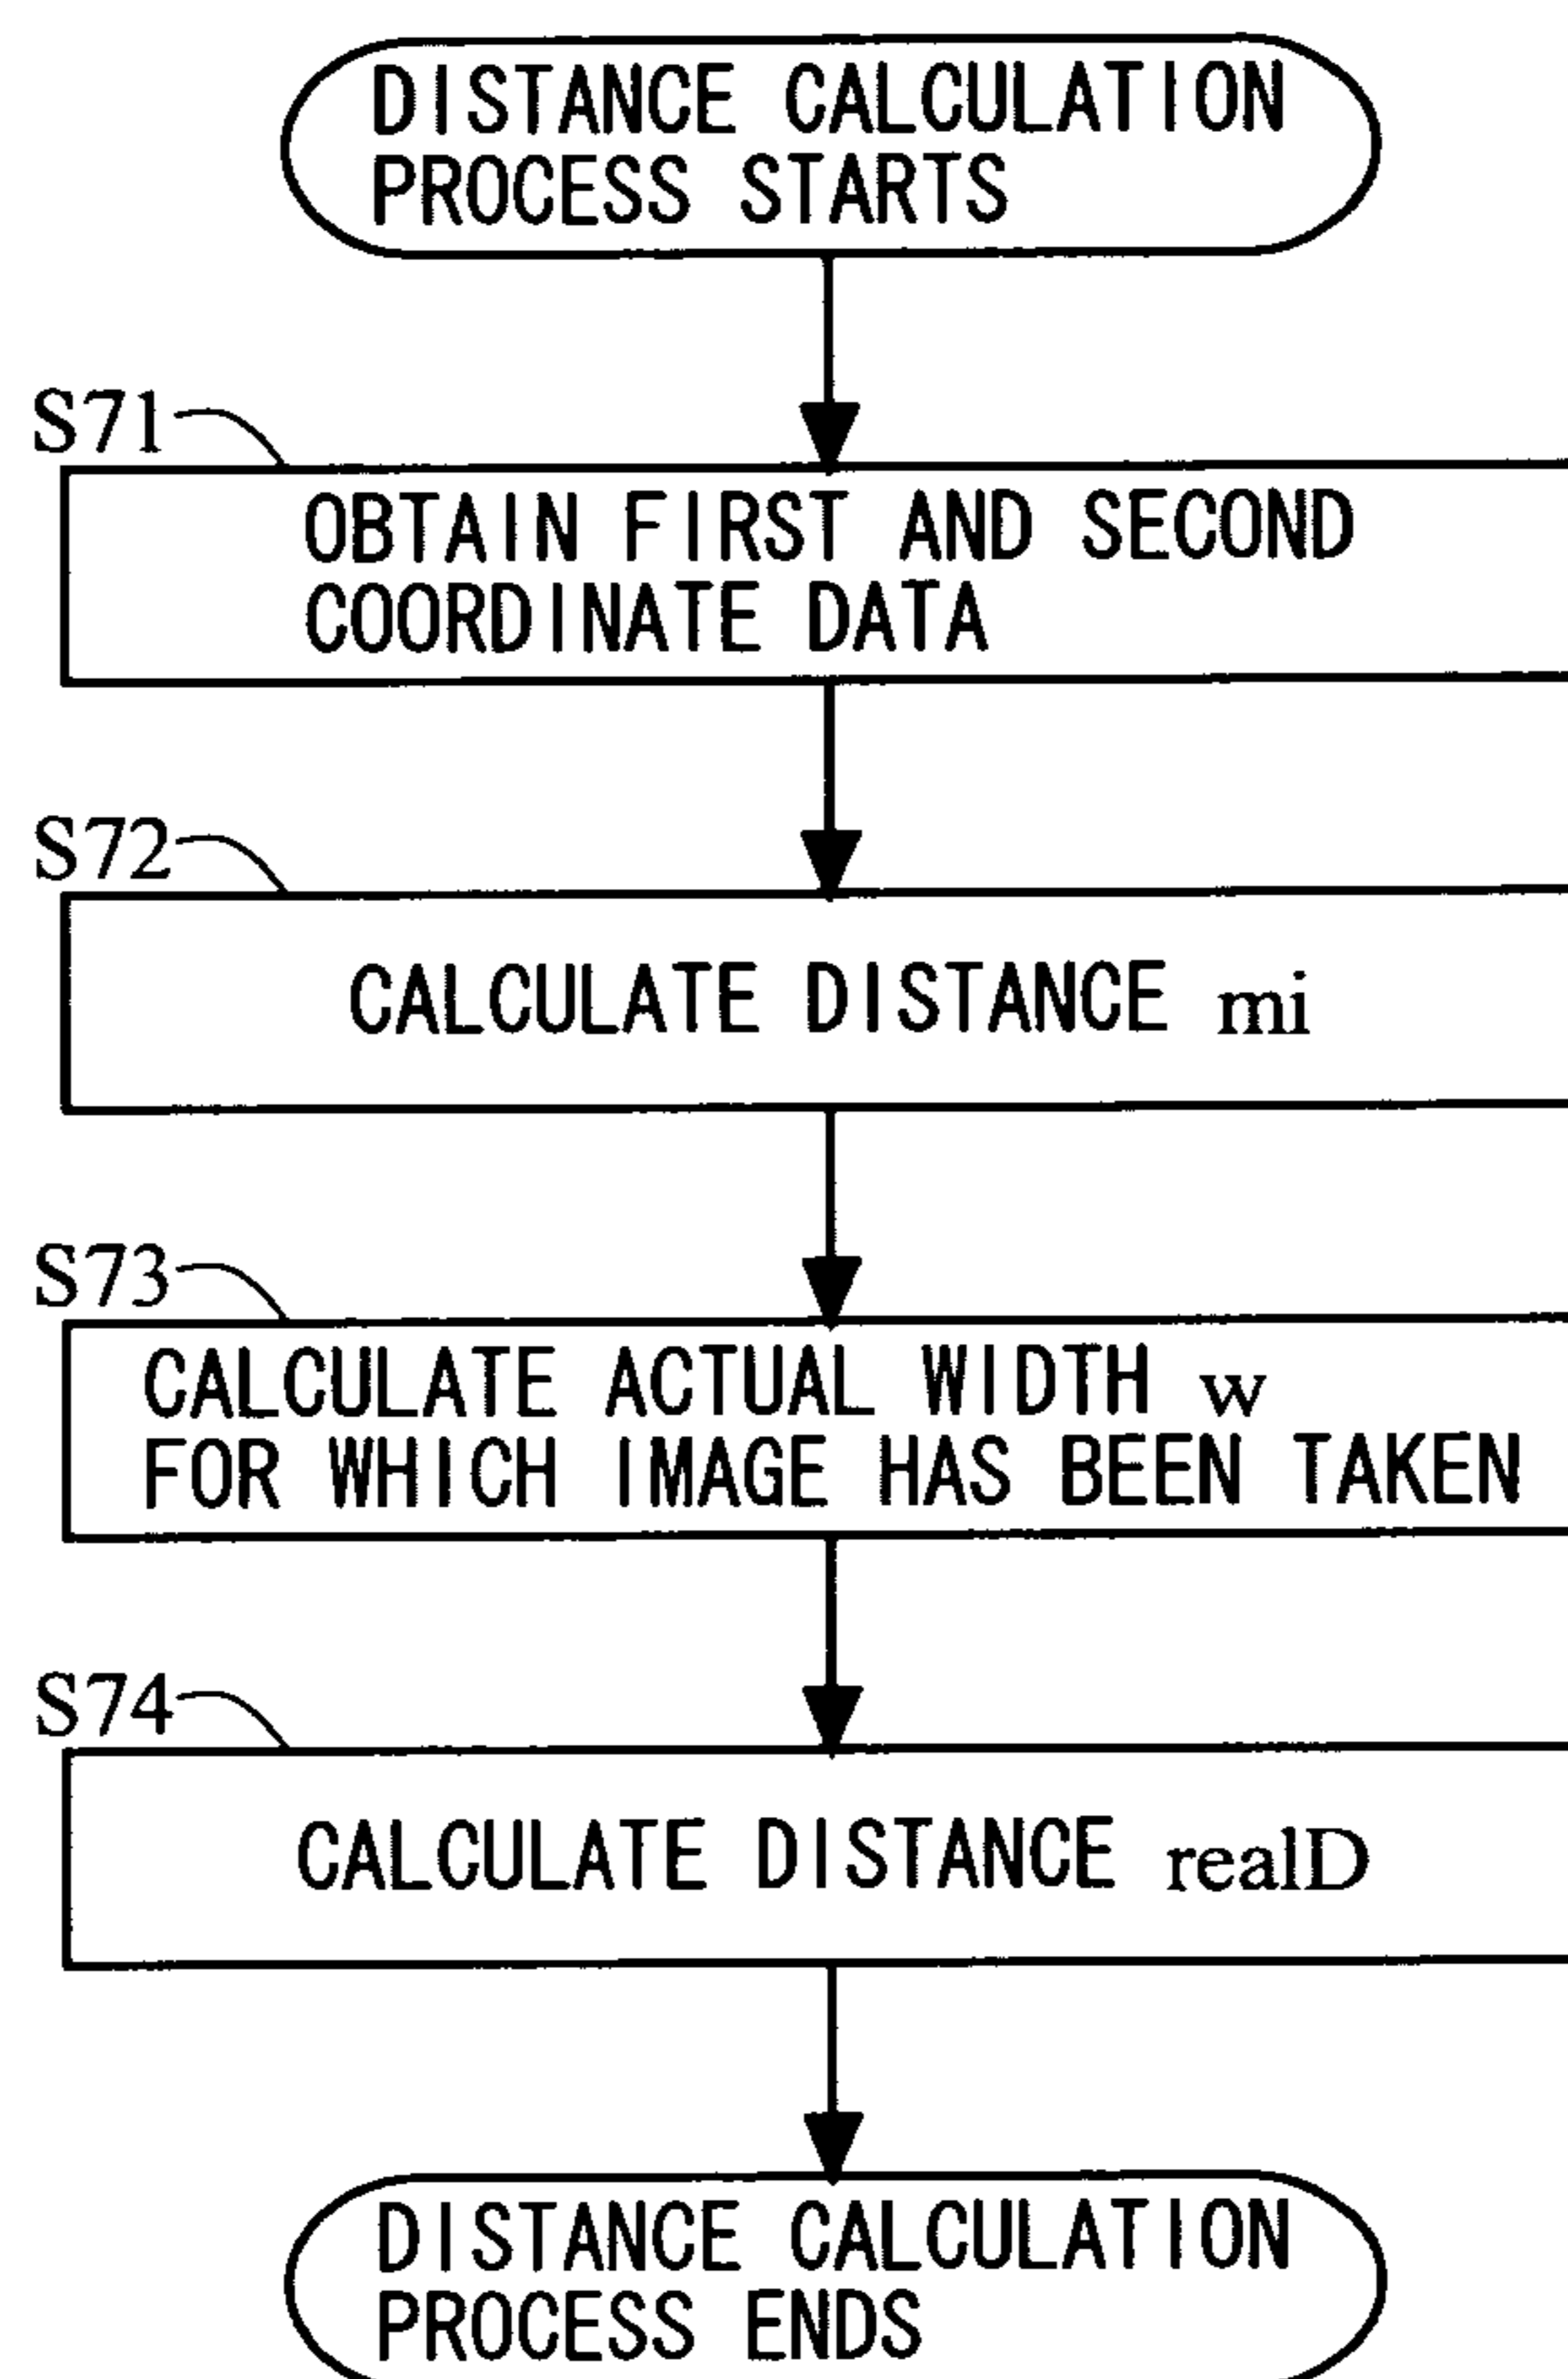 DISTANCE CALCULATION
PROCESS STARTS
S71
OBTAIN FIRST AND SECOND
COORDINATE DATA
S72
CALCULATE DISTANCE mi
S73
CALCULATE ACTUAL WIDTH w
FOR WHICH IMAGE HAS BEEN TAKEN
S74
CALCULATE DISTANCE realD
DISTANCE CALCULATION
PROCESS ENDS